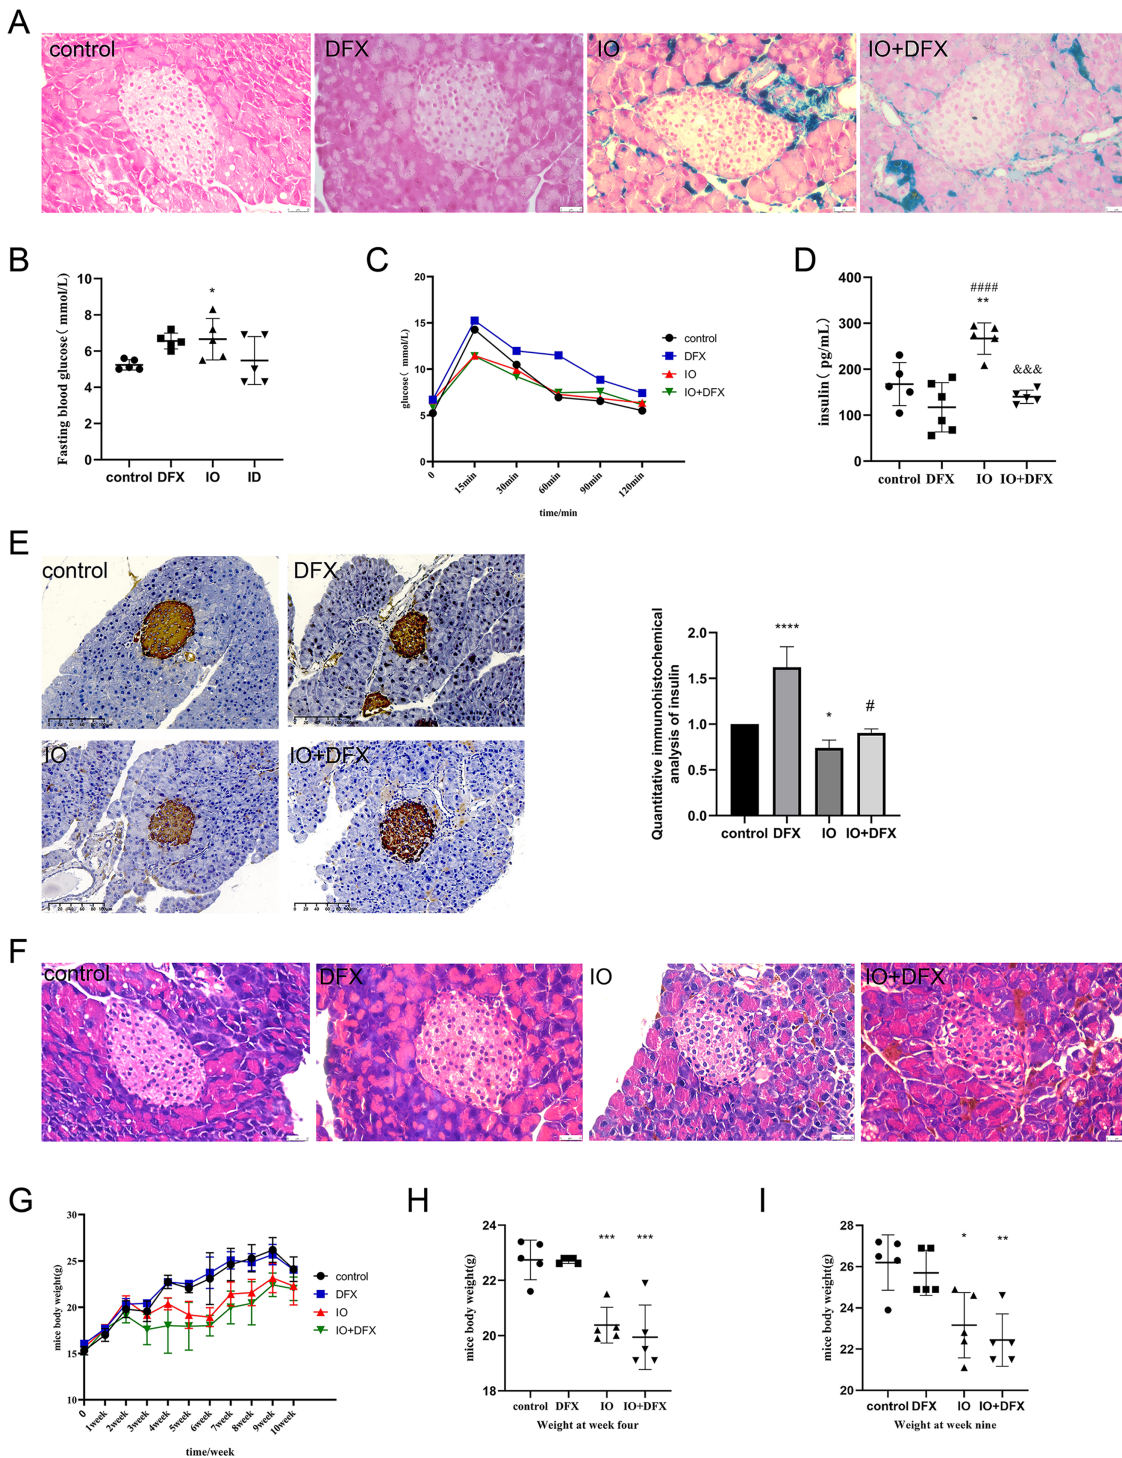 A
control
DFX
IO
IO+DFX
B
Fasting blood glucose( mmol/L)
10
8
6
4
2
0
*
control DFX IO ID
C
glucose( mmol/L)
20
15
10
5
0
0
15min
30min
60min
90min
120min
time/min
control
DFX
IO
IO+DFX
D
insulin( pg/mL)
400
300
200
100
0
####
**
&&&
control DFX IO IO+DFX
E
control
DFX
IO
IO+DFX
Quantitative immunohistochemical
analysis of insulin
2.0
1.5
1.0
0.5
0.0
****
*
#
control DFX IO IO+DFX
F
control
DFX
IO
IO+DFX
G
mice body weight(g)
30
25
20
15
10
0
1week
2week
3week
4week
5week
6week
7week
8week
9week
10week
time/week
control
DFX
IO
IO+DFX
H
mice body weight(g)
24
22
20
18
***
***
control DFX IO IO+DFX
Weight at week four
I
mice body weight(g)
28
26
24
22
20
*
**
control DFX IO IO+DFX
Weight at week nine